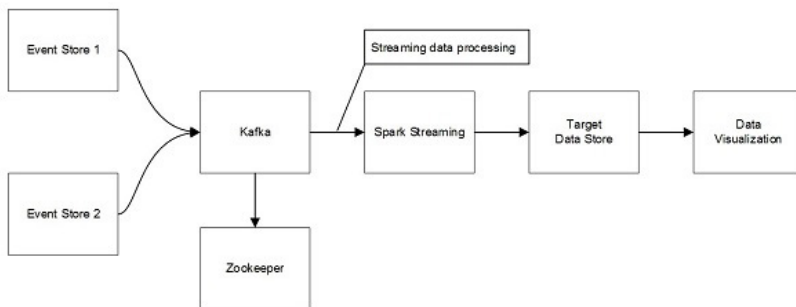 Event Store 1
Streaming data processing
Kafka
Spark Streaming
Target
Data Store
Data
Visualization
Event Store 2
Zookeeper